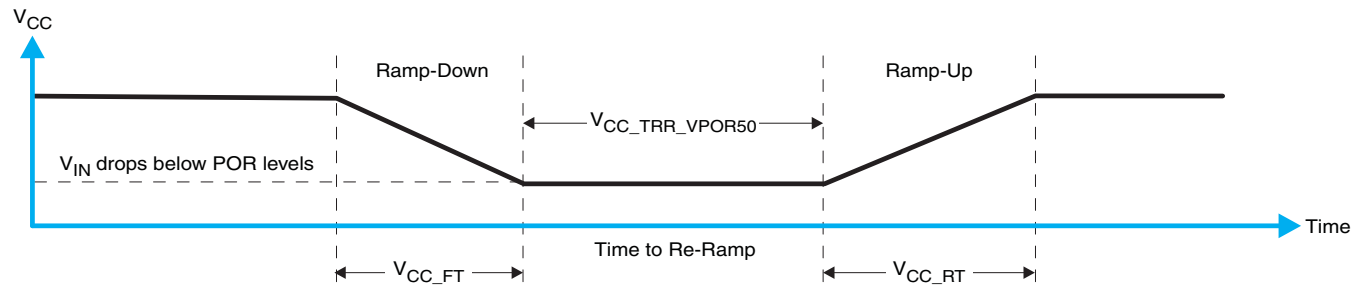 VCC
Ramp-Down
Ramp-Up
VCC_TRR_VPOR50
VIN drops below POR levels
Time
Time to Re-Ramp
VCC_FT
VCC_RT